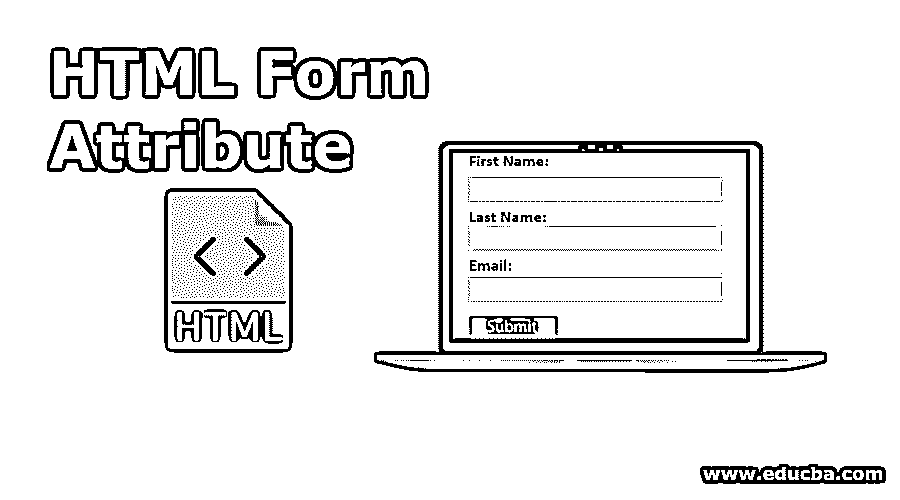 HTML Form
Attribute
< >
HTML
First Name:
Last Name:
Email:
Submit
www.educba.com